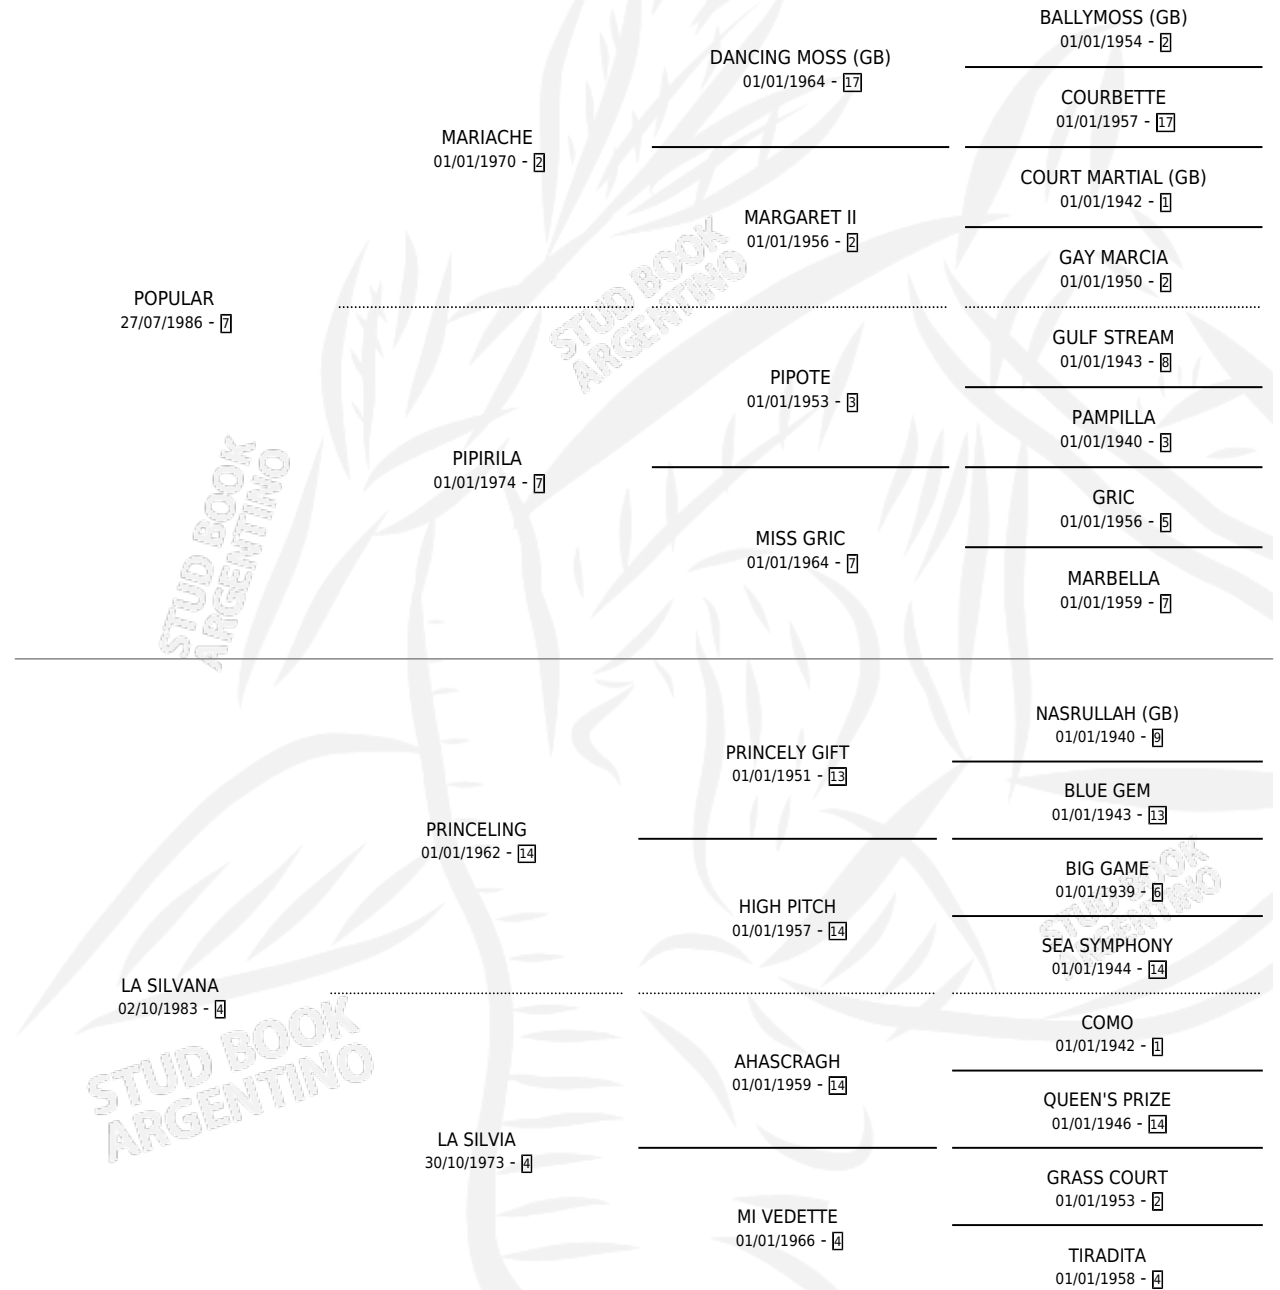 BALLYMOSS (GB)
01/01/1954 - 2
DANCING MOSS (GB)
01/01/1964 - 17
COURBETTE
01/01/1957 - 17
MARIACHE
01/01/1970 - 2
COURT MARTIAL (GB)
01/01/1942 - 1
MARGARET II
01/01/1956 - 2
GAY MARCIA
01/01/1950 - 2
POPULAR
27/07/1986 - 7
GULF STREAM
01/01/1943 - 8
PIPOTE
01/01/1953 - 3
PAMPILLA
01/01/1940 - 3
PIPIRILA
01/01/1974 - 7
GRIC
01/01/1956 - 5
MISS GRIC
01/01/1964 - 7
MARBELLA
01/01/1959 - 7
STUD BOOK
ARGENTINO
STUD BOOK
ARGENTINO
NASRULLAH (GB)
01/01/1940 - 9
PRINCELY GIFT
01/01/1951 - 13
BLUE GEM
01/01/1943 - 13
PRINCELING
01/01/1962 - 14
BIG GAME
01/01/1939 - 6
HIGH PITCH
01/01/1957 - 14
SEA SYMPHONY
01/01/1944 - 14
LA SILVANA
02/10/1983 - 4
COMO
01/01/1942 - 1
AHASCRAGH
01/01/1959 - 14
QUEEN'S PRIZE
01/01/1946 - 14
LA SILVIA
30/10/1973 - 4
GRASS COURT
01/01/1953 - 2
MI VEDETTE
01/01/1966 - 4
TIRADITA
01/01/1958 - 4
STUD BOOK
ARGENTINO
STUD BOOK
ARGENTINO